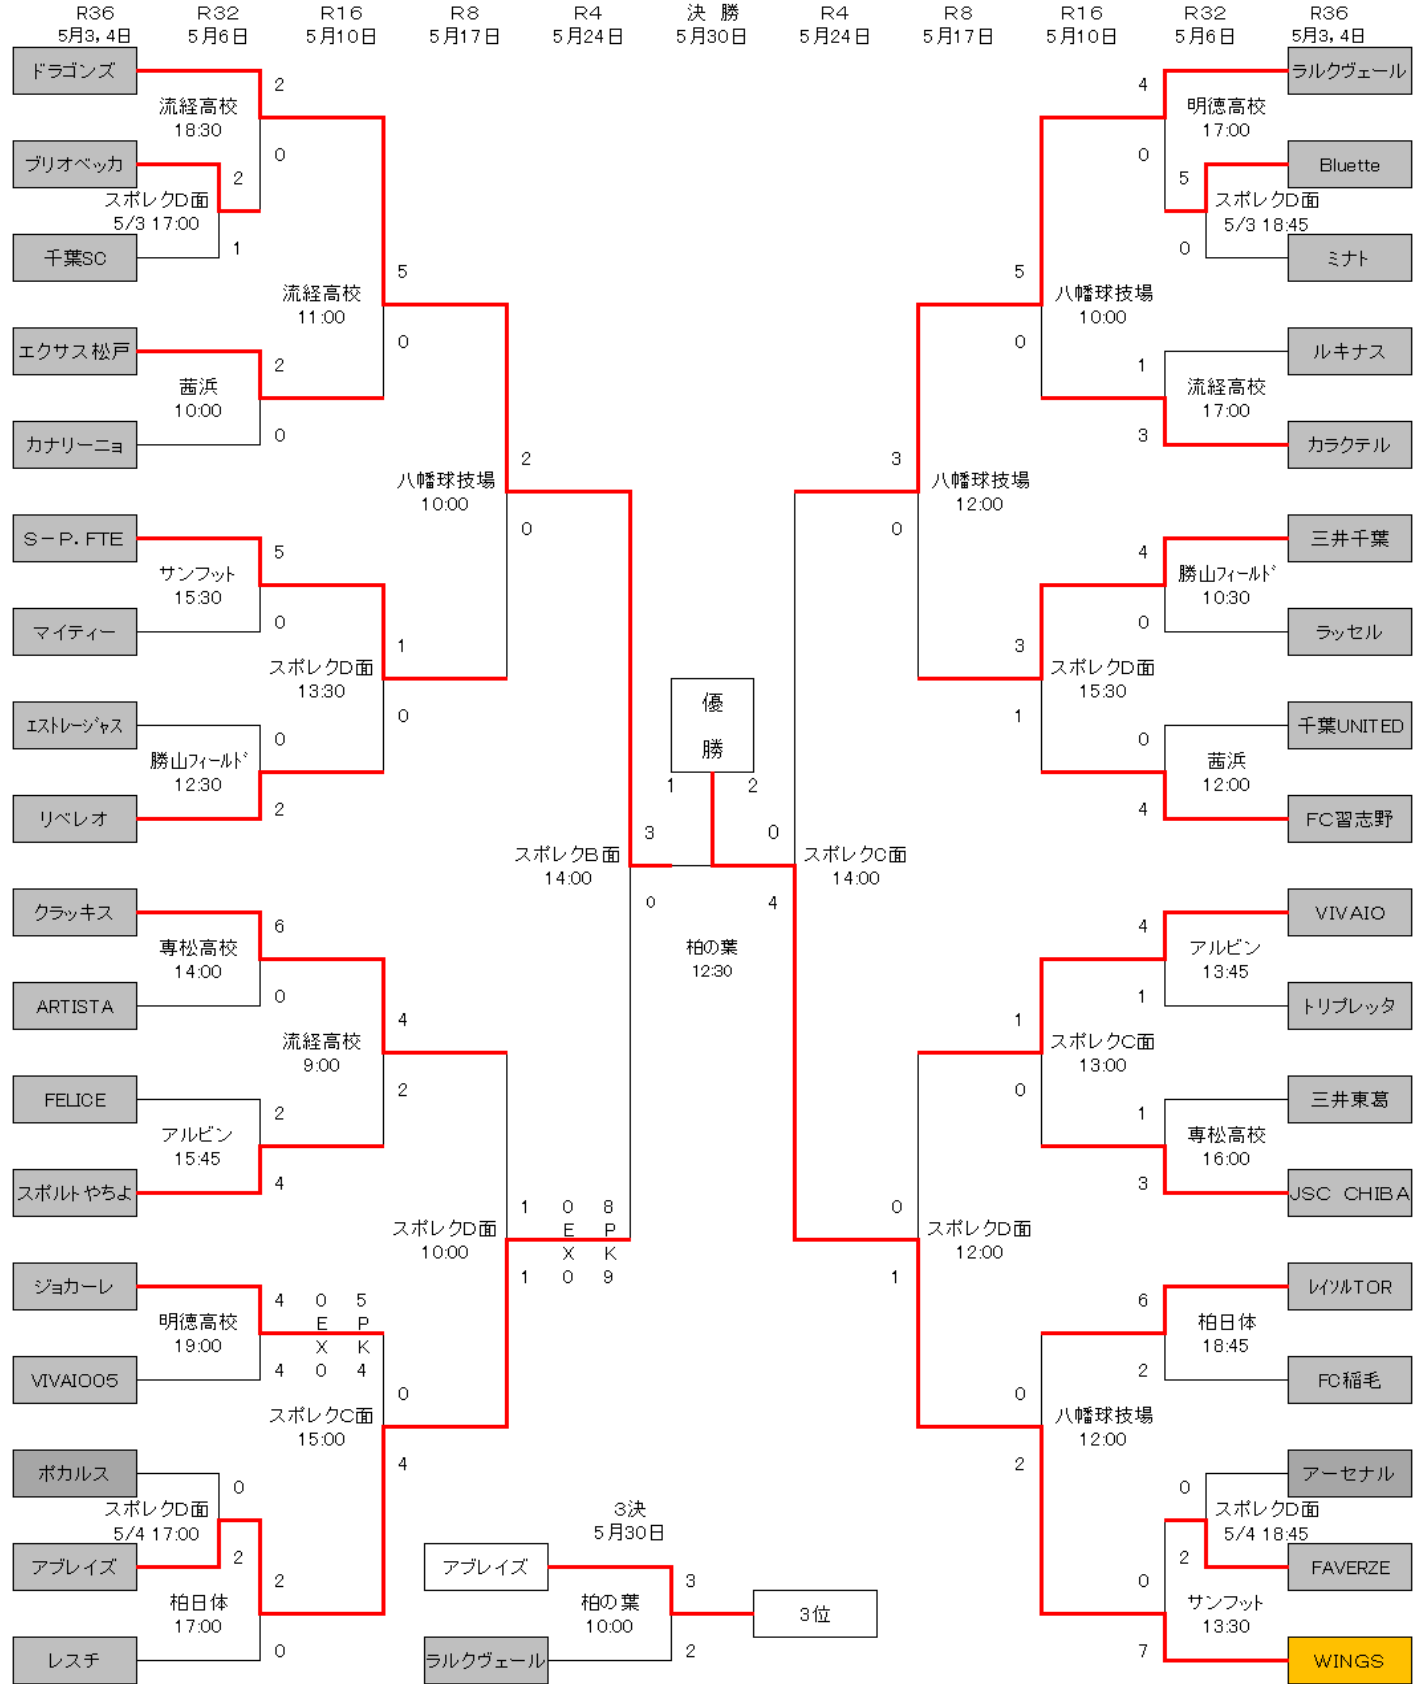 R36 R32 R16 R8 R4 決 勝 R4 R8 R16 R32 R36
5月3，4日 5月6日 5月10日 5月17日 5月24日 5月30日 5月24日 5月17日 5月10日 5月6日 5月3，4日
ドラゴンズ
2
流経高校
18:30
0
ブリオベッカ
2
スポレクD面
5/3 17:00
1
千葉SC
5
流経高校
11:00
0
エクサス松戸
2
茜浜
10:00
0
カナリーニョ
2
八幡球技場
10:00
0
S－P．FTE
5
サンフット
15:30
0
マイティー
1
スポレクD面
13:30
0
エストレージャス
0
勝山フィールド
12:30
2
リベレオ
3
スポレクB面
14:00
0
クラッキス
6
専松高校
14:00
0
ARTISTA
4
流経高校
9:00
2
FELICE
2
アルビン
15:45
4
スポルトやちよ
1 0 8
スポレクD面
E P
10:00
X K
1 0 9
ジョカーレ
4 0 5
明徳高校
E P
19:00
X K
4 0 4
VIVAIO05
0
スポレクC面
15:00
4
ポカルス
0
スポレクD面
5/4 17:00
2
アブレイズ
2
柏日体
17:00
0
レスチ
優
勝
1 2
柏の葉
12:30
3決
5月30日
アブレイズ
3
柏の葉
10:00
3位
2
ラルクヴェール
4
ラルクヴェール
明徳高校
17:00
0
5
Bluette
スポレクD面
5/3 18:45
0
ミナト
5
八幡球技場
10:00
0
ルキナス
1
流経高校
17:00
3
カラクテル
3
八幡球技場
12:00
0
三井千葉
4
勝山フィールド
10:30
0
ラッセル
3
スポレクD面
15:30
1
千葉UNITED
0
茜浜
12:00
4
FC習志野
0
スポレクC面
14:00
4
VIVAIO
4
アルビン
13:45
1
トリプレッタ
1
スポレクC面
13:00
0
三井東葛
1
専松高校
16:00
3
JSC CHIBA
0
スポレクD面
12:00
1
レイソルTOR
6
柏日体
18:45
2
FC稲毛
0
八幡球技場
12:00
2
アーセナル
0
スポレクD面
5/4 18:45
2
FAVERZE
0
サンフット
13:30
7
WINGS